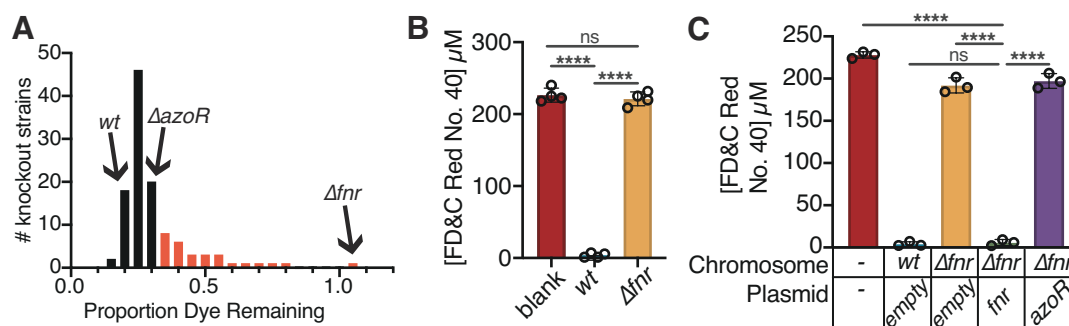 A
# knockout strains
50
40
30
20
10
0
wt
ΔazoR
Δfnr
0.0
0.5
1.0
Proportion Dye Remaining
B
[FD&C Red No. 40] μM
300
200
100
0
ns
****
****
blank
wt
Δfnr
C
[FD&C Red
No. 40] μM
250
200
150
100
50
0
****
****
ns
****
Chromosome - wt Δfnr Δfnr Δfnr
Plasmid - empty empty fnr azoR